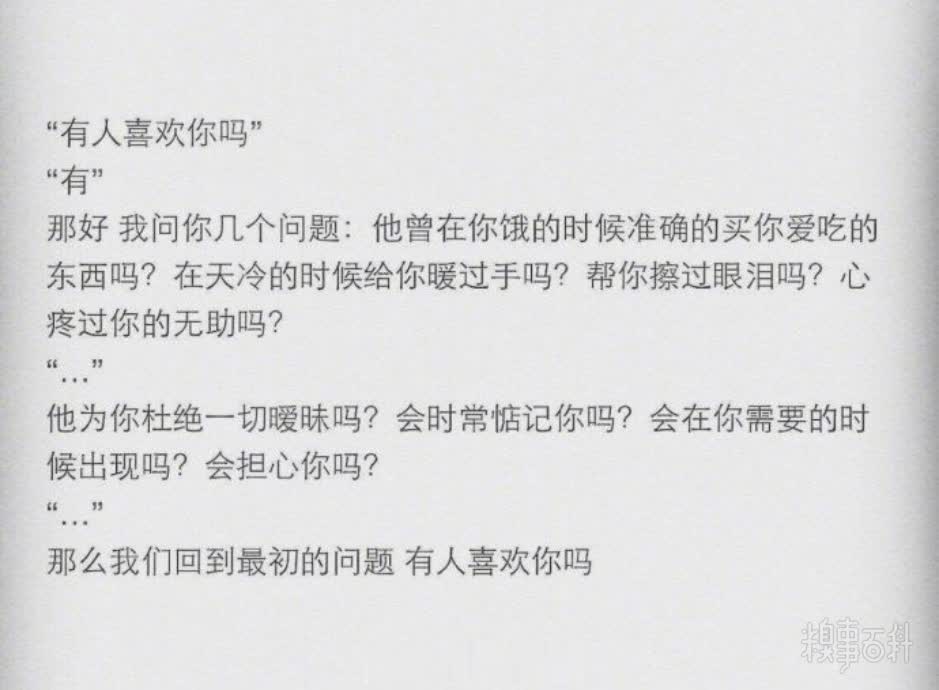 “有人喜欢你吗”
“有”
那好 我问你几个问题：他曾在你饿的时候准确的买你爱吃的
东西吗？在天冷的时候给你暖过手吗？帮你擦过眼泪吗？心
疼过你的无助吗？
“...”
他为你杜绝一切暧昧吗？会时常惦记你吗？会在你需要的时
候出现吗？会担心你吗？
“...”
那么我们回到最初的问题 有人喜欢你吗
糗事百科